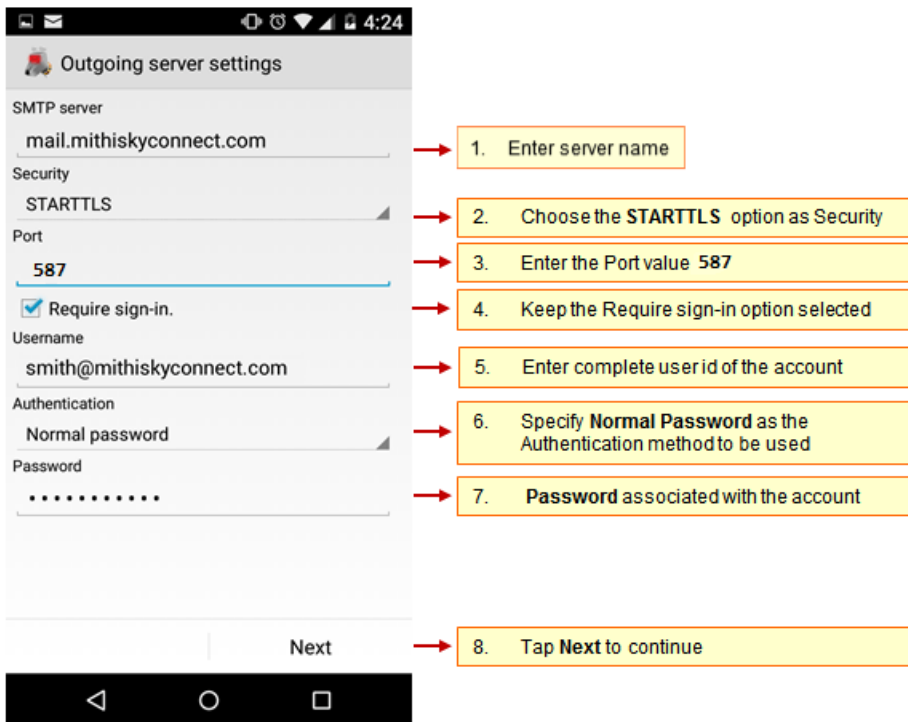 4:24
Outgoing server settings
SMTP server
mail.mithiskyconnect.com
1. Enter server name
Security
STARTTLS
2. Choose the STARTTLS option as Security
Port
587
3. Enter the Port value 587
Require sign-in.
4. Keep the Require sign-in option selected
Username
smith@mithiskyconnect.com
5. Enter complete user id of the account
Authentication
Normal password
6. Specify Normal Password as the
Authentication method to be used
Password
•••••••••••
7. Password associated with the account
Next
8. Tap Next to continue